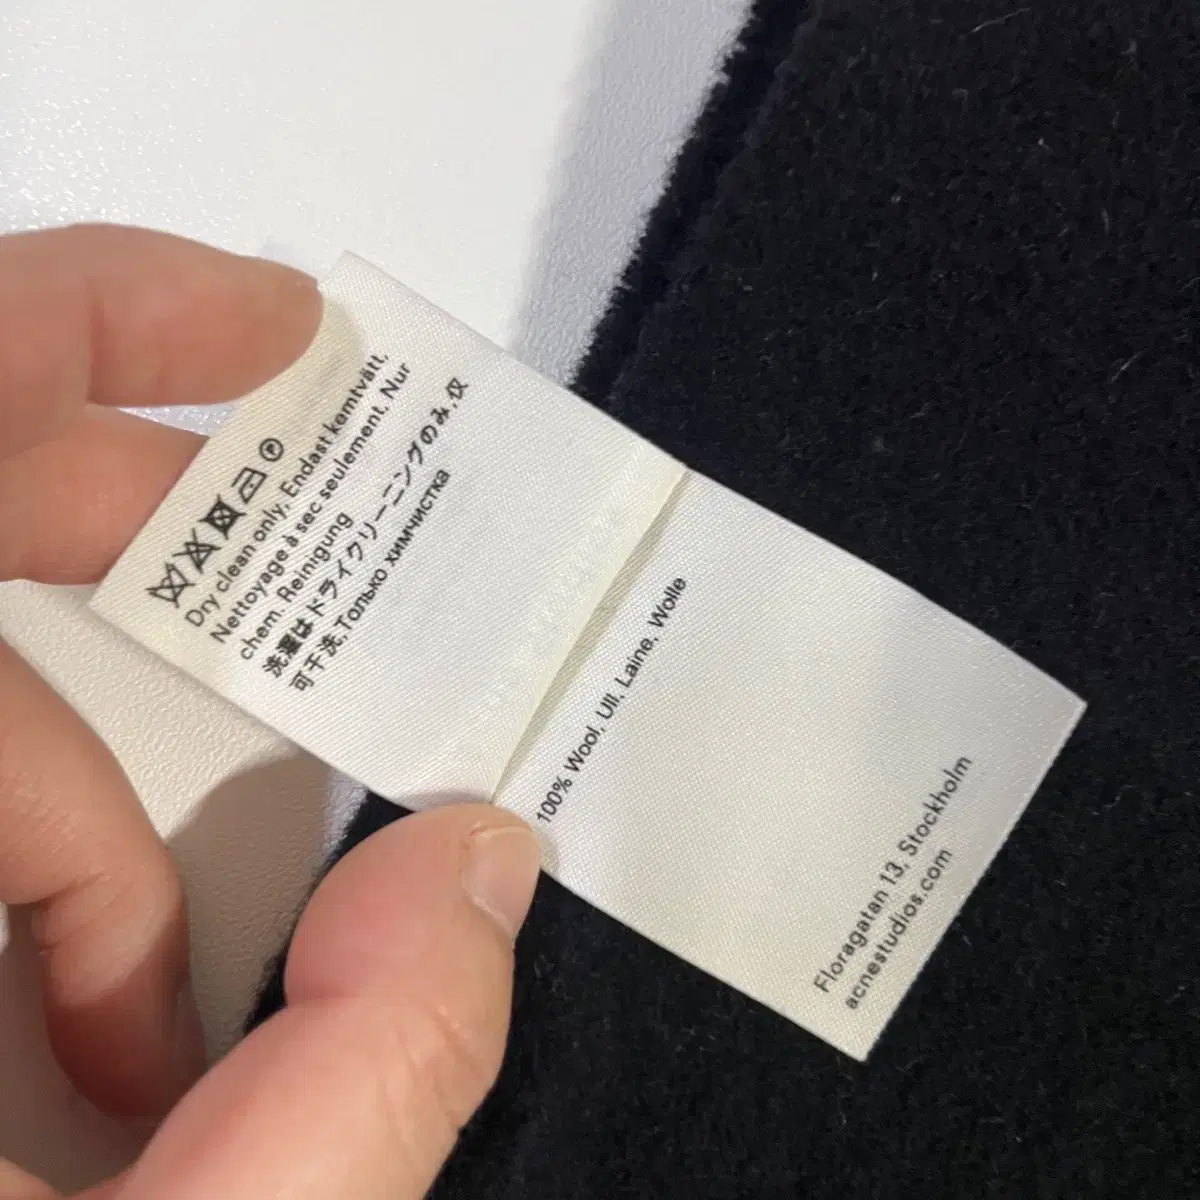 Dry clean only, Endast kemtvätt,
Nettoyage à sec seulement. Nur
chem. Reinigung
洗濯はドライクリーニングのみ,仅
可干洗,Только химчистка
100% Wool, Ull, Laine, Wolle
Floragatan 13, Stockholm
acnestudios.com